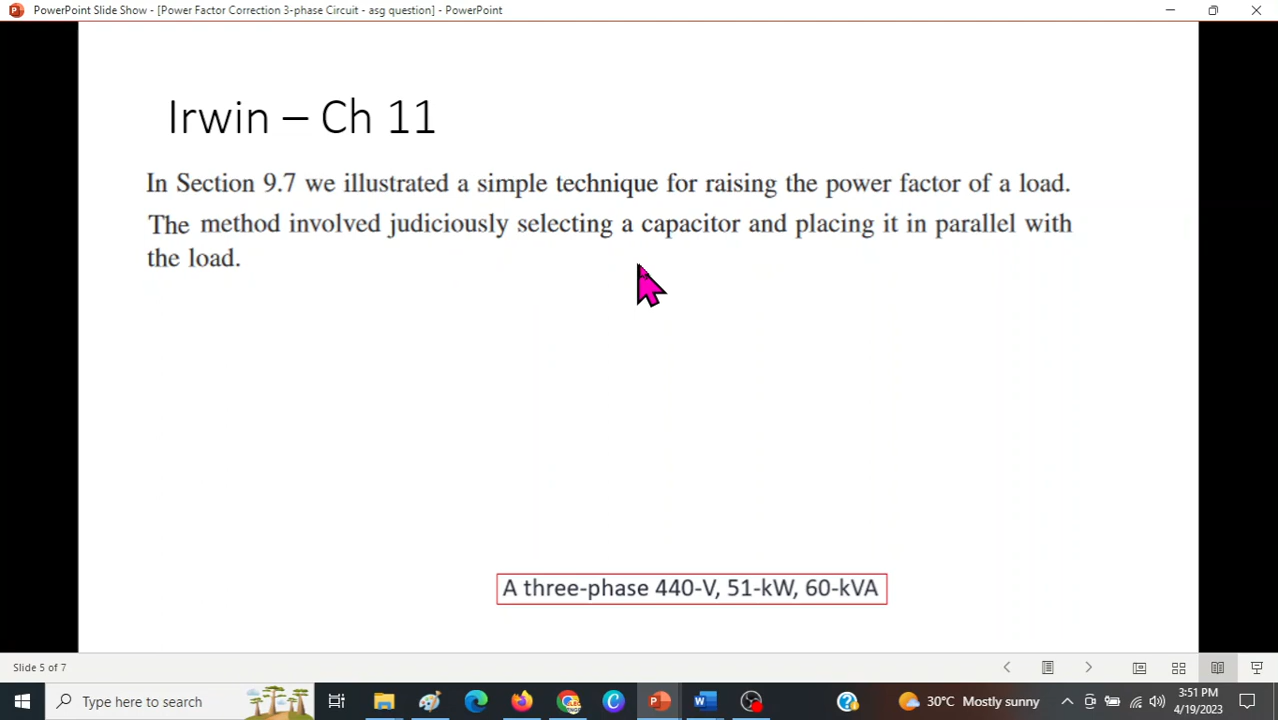 PowerPoint Slide Show - [Power Factor Correction 3-phase Circuit - asg question] - PowerPoint
Irwin – Ch 11
In Section 9.7 we illustrated a simple technique for raising the power factor of a load.
The method involved judiciously selecting a capacitor and placing it in parallel with
the load.
A three-phase 440-V, 51-kW, 60-kVA
Slide 5 of 7
Type here to search
30°C Mostly sunny
3:51 PM
4/19/2023